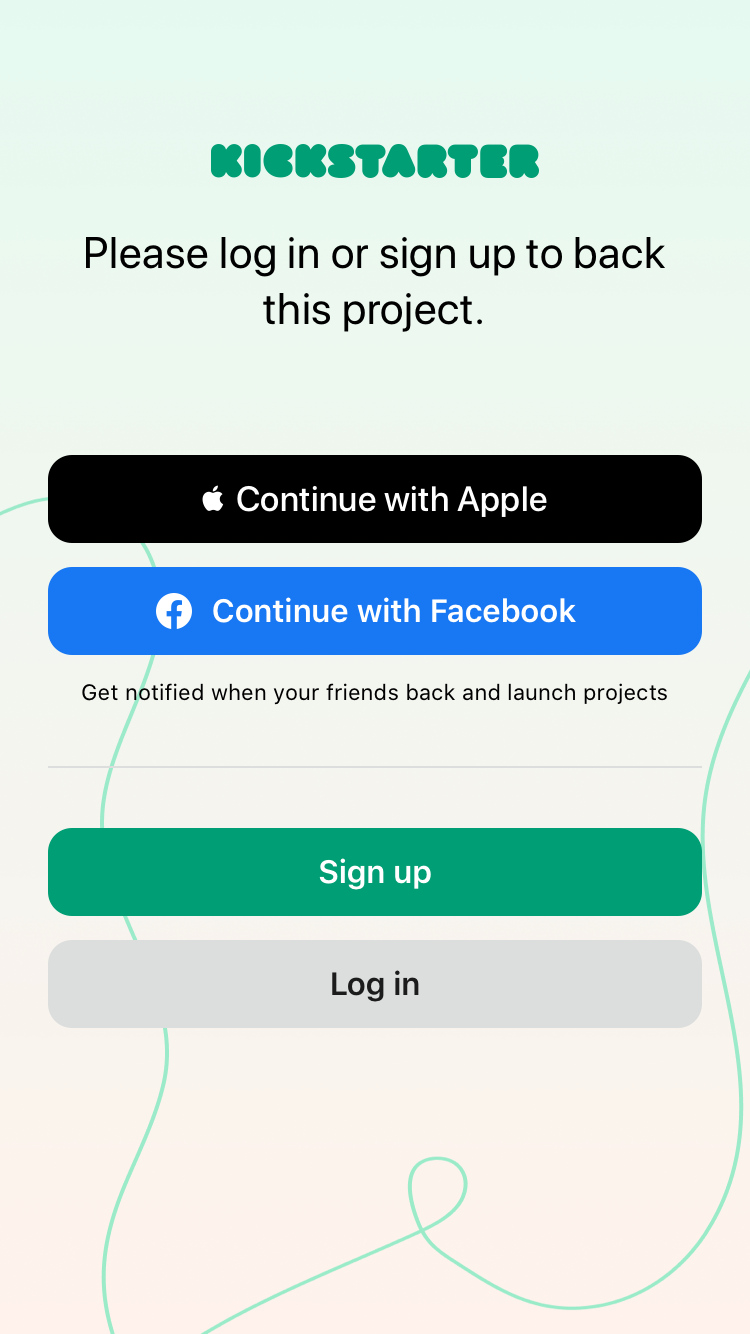 KICKSTARTER
Please log in or sign up to back
this project.
Continue with Apple
Continue with Facebook
Get notified when your friends back and launch projects
Sign up
Log in